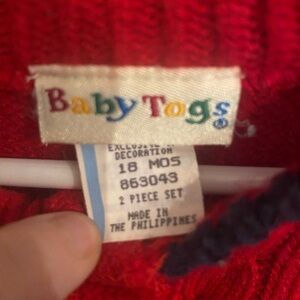 Baby Togs®
EXCLUSIVE
DECORATION
18 MOS
863043
2 PIECE SET
MADE IN
THE PHILIPPINES